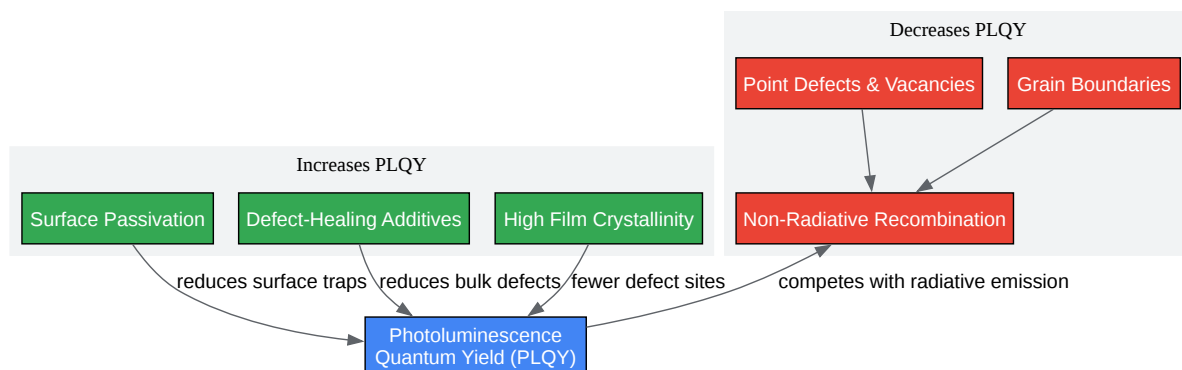 Decreases PLQY
Point Defects & Vacancies
Grain Boundaries
Increases PLQY
Surface Passivation
Defect-Healing Additives
High Film Crystallinity
Non-Radiative Recombination
reduces surface traps
reduces bulk defects
fewer defect sites
competes with radiative emission
Photoluminescence
Quantum Yield (PLQY)